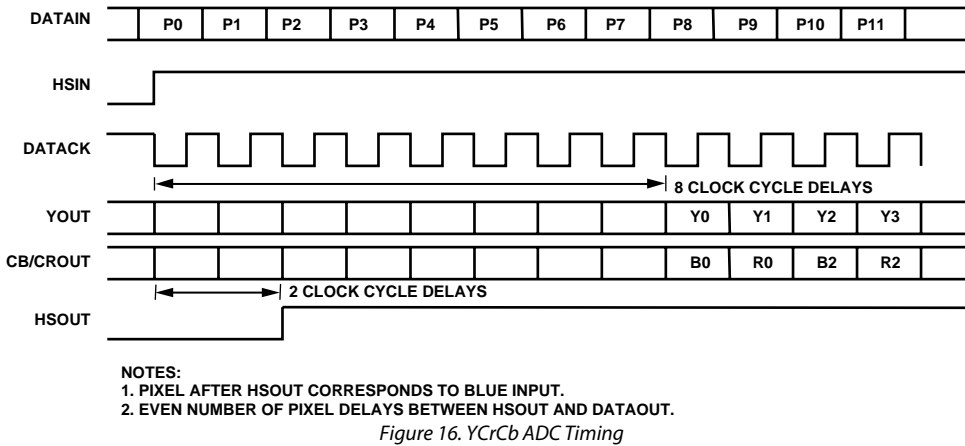 DATAIN P0 P1 P2 P3 P4 P5 P6 P7 P8 P9 P10 P11
HSIN
DATACK
8 CLOCK CYCLE DELAYS
YOUT Y0 Y1 Y2 Y3
CB/CROUT B0 R0 B2 R2
2 CLOCK CYCLE DELAYS
HSOUT
NOTES:
1. PIXEL AFTER HSOUT CORRESPONDS TO BLUE INPUT.
2. EVEN NUMBER OF PIXEL DELAYS BETWEEN HSOUT AND DATAOUT.
Figure 16. YCrCb ADC Timing